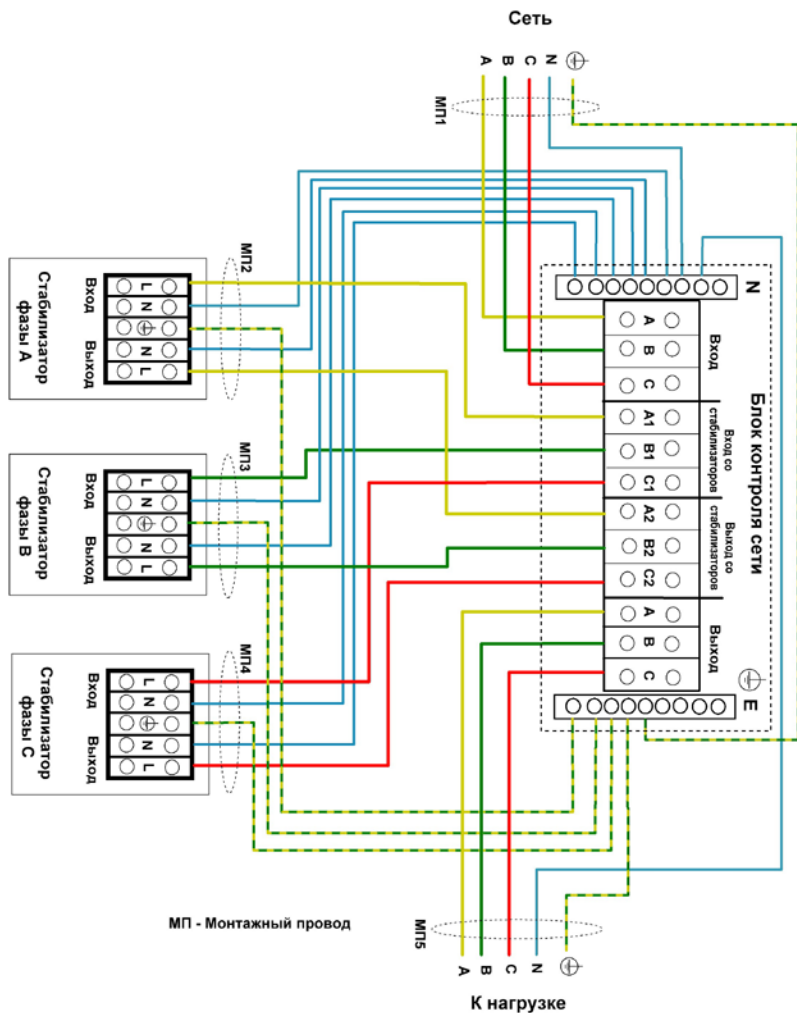 Сеть
A B C N
МП1
МП2
Стабилизатор
фазы А
Вход
Выход
L
N
N
L
МП3
Стабилизатор
фазы В
Вход
Выход
L
N
N
L
МП4
Стабилизатор
фазы С
Вход
Выход
L
N
N
L
Блок контроля сети
N
Вход
A
B
C
Вход со
стабилизаторов
A1
B1
C1
Выход со
стабилизаторов
A2
B2
C2
Выход
A
B
C
E
МП - Монтажный провод
МП5
A B C N
К нагрузке